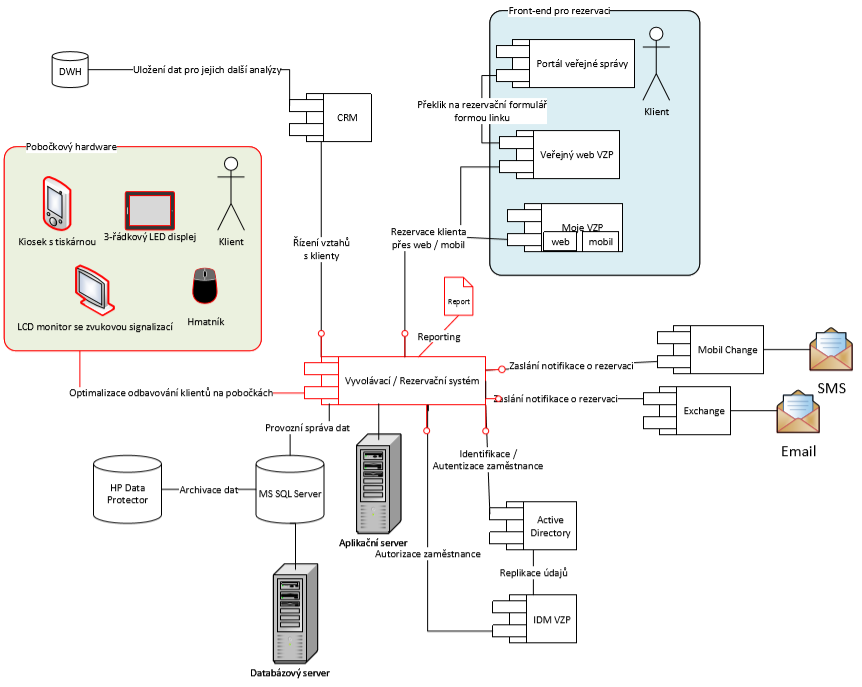 Front-end pro rezervaci
Portál veřejné správy
Klient
DWH
Uložení dat pro jejich další analýzy
CRM
Překlik na rezervační formulář
formou linku
Veřejný web VZP
Pobočkový hardware
Kiosek s tiskárnou
3-řádkový LED displej
Klient
LCD monitor se zvukovou signalizací
Hmatník
Řízení vztahů
s klienty
Rezervace klienta
přes web / mobil
Moje VZP
web
mobil
Report
Reporting
Vyvolávací / Rezervační systém
Zaslání notifikace o rezervaci
Mobil Change
SMS
Zaslání notifikace o rezervaci
Exchange
Email
Optimalizace odbavování klientů na pobočkách
Provozní správa dat
HP Data
Protector
Archivace dat
MS SQL Server
Aplikační server
Identifikace /
Autentizace zaměstnance
Active
Directory
Autorizace zaměstnance
Replikace údajů
IDM VZP
Databázový server